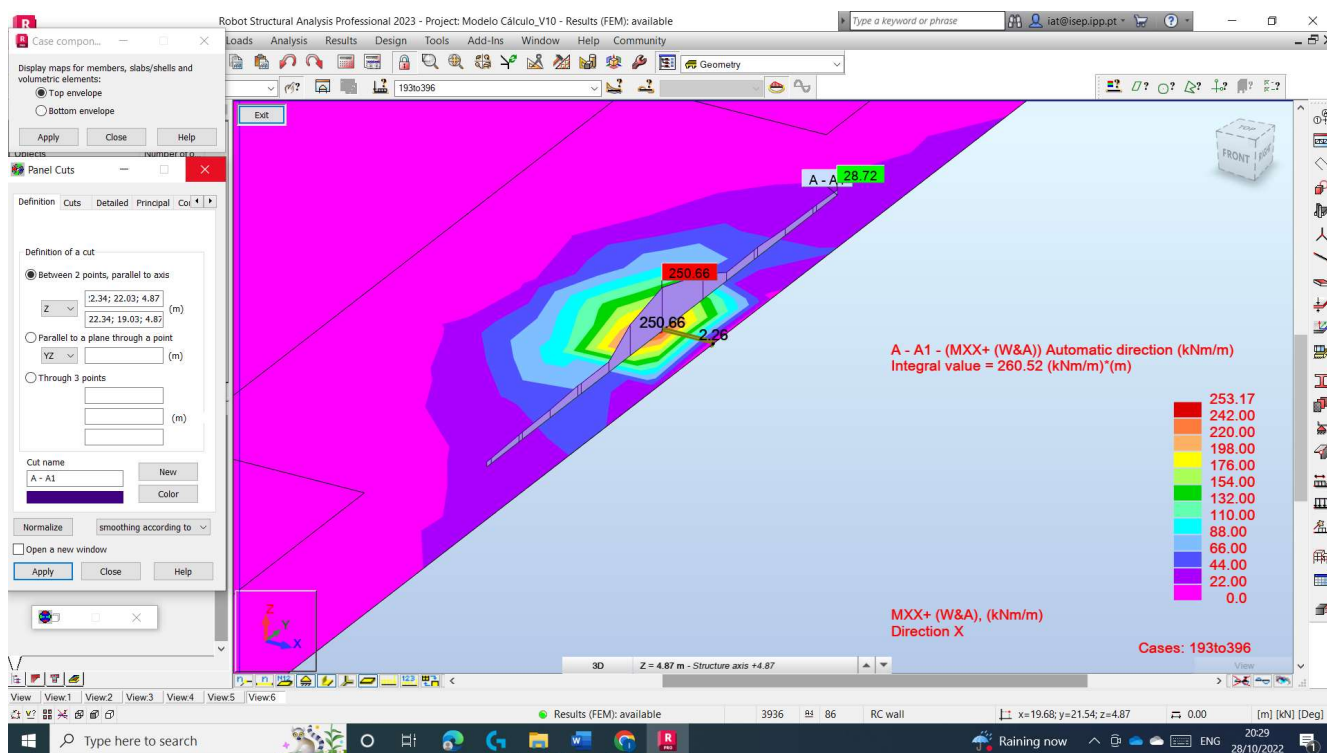 Robot Structural Analysis Professional 2023 - Project: Modelo Cálculo_V10 - Results (FEM): available
Type a keyword or phrase
iat@isep.ipp.pt
Loads Analysis Results Design Tools Add-Ins Window Help Community
Geometry
193to396
Case compon...
Display maps for members, slabs/shells and
volumetric elements:
Top envelope
Bottom envelope
Apply Close Help
Panel Cuts
Definition Cuts Detailed Principal
Definition of a cut
Between 2 points, parallel to axis
Z
:2.34; 22.03; 4.87
(m)
22.34; 19.03; 4.87
Parallel to a plane through a point
YZ
(m)
Through 3 points
(m)
Cut name
A - A1
New
Color
Normalize
smoothing according to
Open a new window
Apply Close Help
Exit
28.72
250.66
250.66
2.26
A - A1 - (MXX+ (W&A)) Automatic direction (kNm/m)
Integral value = 260.52 (kNm/m)*(m)
253.17
242.00
220.00
198.00
176.00
154.00
132.00
110.00
88.00
66.00
44.00
22.00
0.0
MXX+ (W&A), (kNm/m)
Direction X
Cases: 193to396
TOP
FRONT
Z
Y
X
3D Z = 4.87 m - Structure axis +4.87
View
View View:1 View:2 View:3 View:4 View:5 View:6
Results (FEM): available 3936 86 RC wall x=19.68; y=21.54; z=4.87 0.00 [m] [kN] [Deg]
Type here to search
Raining now
ENG
20:29
28/10/2022